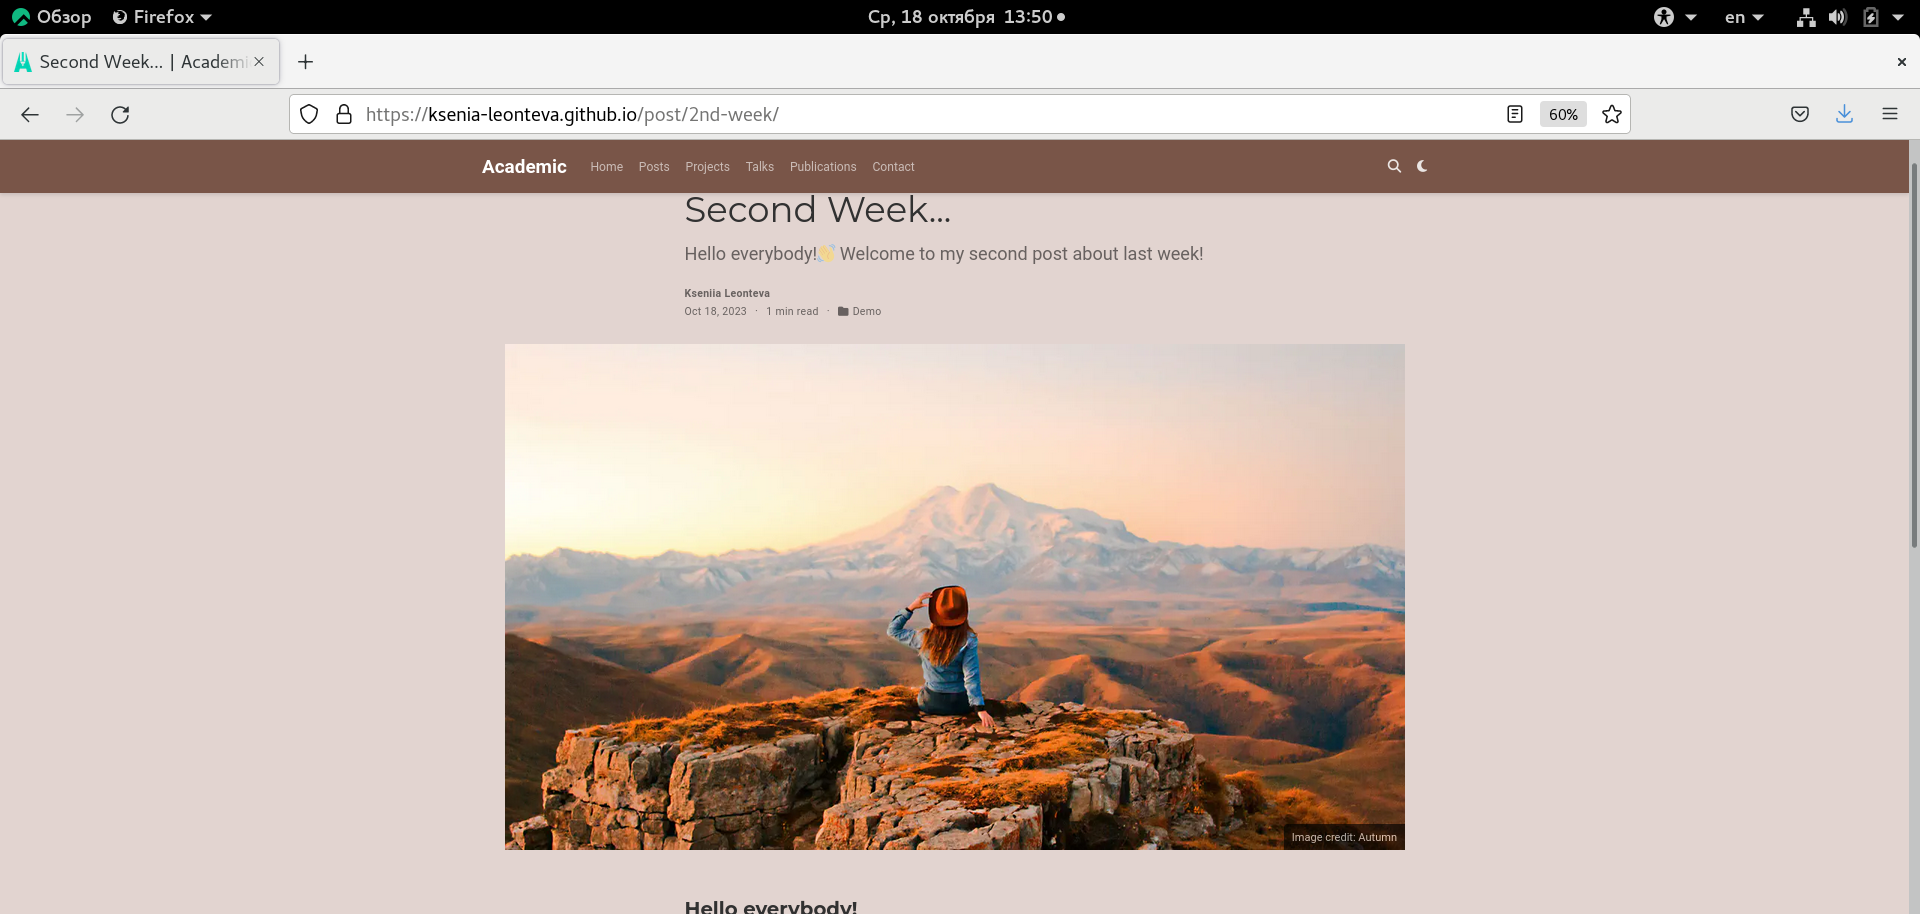 Обзор Firefox Ср, 18 октября 13:50 en
Second Week... | Academi
https://ksenia-leonteva.github.io/post/2nd-week/ 60%
Academic Home Posts Projects Talks Publications Contact
Second Week...
Hello everybody!👋 Welcome to my second post about last week!
Kseniia Leonteva
Oct 18, 2023 · 1 min read · Demo
Image credit: Autumn
Hello everybody!